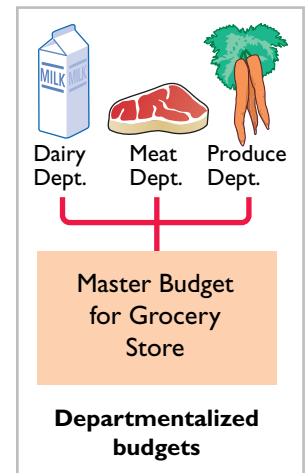 MILK
MILK
Dairy Dept.
Meat Dept.
Produce Dept.
Master Budget
for Grocery
Store
Departmentalized
budgets